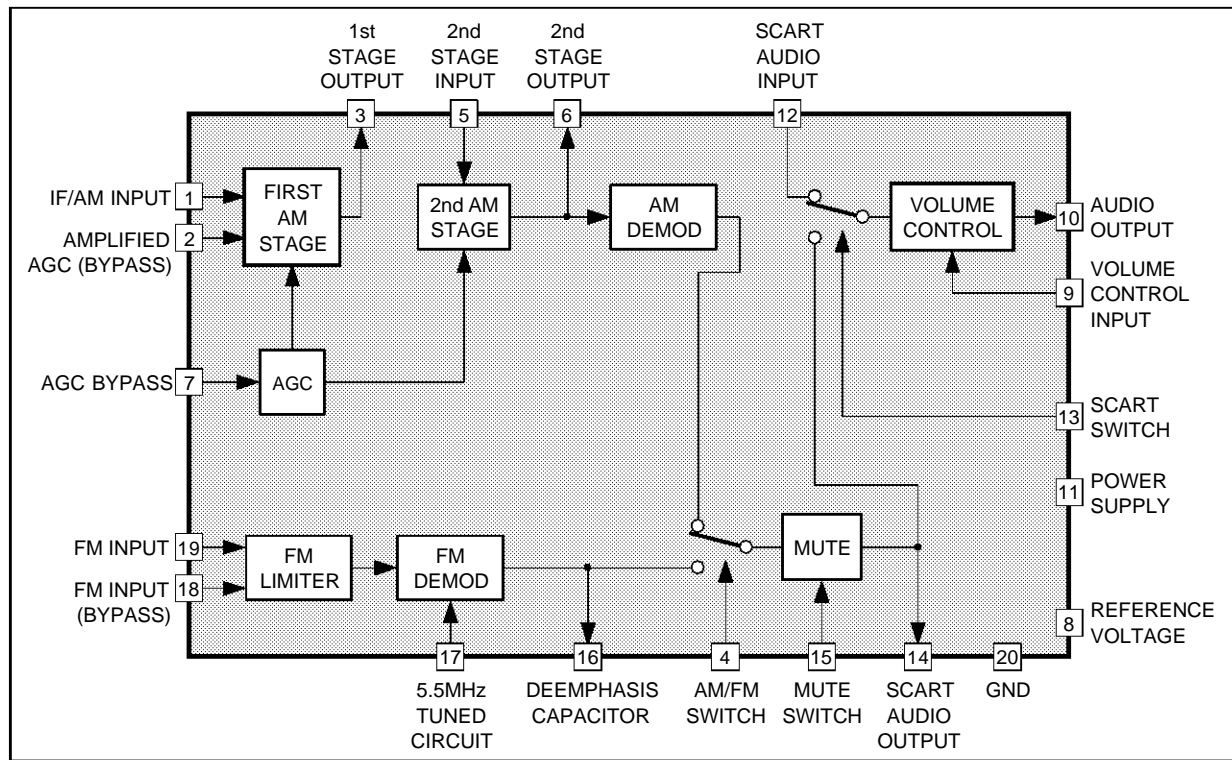 1st
STAGE
OUTPUT
2nd
STAGE
INPUT
2nd
STAGE
OUTPUT
SCART
AUDIO
INPUT
3
5
6
12
IF/AM INPUT
1
AMPLIFIED
AGC (BYPASS)
2
FIRST
AM
STAGE
2nd AM
STAGE
AM
DEMOD
VOLUME
CONTROL
10
AUDIO
OUTPUT
9
VOLUME
CONTROL
INPUT
AGC BYPASS
7
AGC
13
SCART
SWITCH
11
POWER
SUPPLY
FM INPUT
19
FM INPUT
(BYPASS)
18
FM
LIMITER
FM
DEMOD
MUTE
8
REFERENCE
VOLTAGE
17
16
4
15
14
20
5.5MHz
TUNED
CIRCUIT
DEEMPHASIS
CAPACITOR
AM/FM
SWITCH
MUTE
SWITCH
SCART
AUDIO
OUTPUT
GND